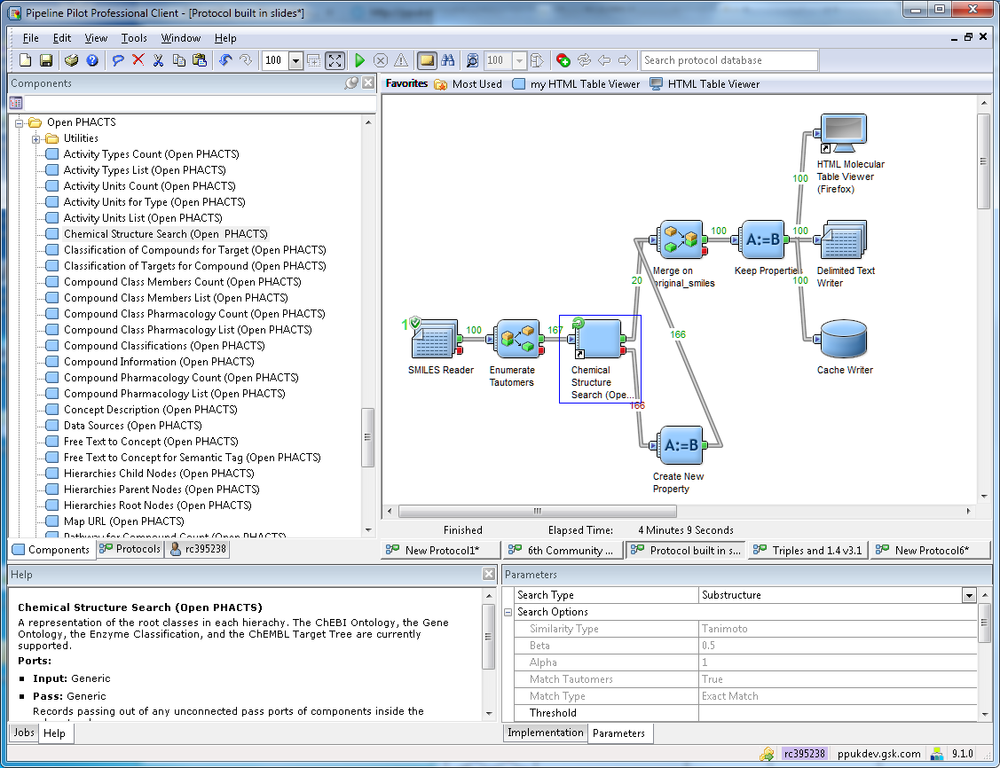 Pipeline Pilot Professional Client - [Protocol built in slides*]
File Edit View Tools Window Help
100
100
Search protocol database
Components
Favorites Most Used my HTML Table Viewer HTML Table Viewer
Open PHACTS
Utilities
Activity Types Count (Open PHACTS)
Activity Types List (Open PHACTS)
Activity Units Count (Open PHACTS)
Activity Units for Type (Open PHACTS)
Activity Units List (Open PHACTS)
Chemical Structure Search (Open  PHACTS)
Classification of Compounds for Target (Open PHACTS)
Classification of Targets for Compound (Open PHACTS)
Compound Class Members Count (Open PHACTS)
Compound Class Members List (Open PHACTS)
Compound Class Pharmacology Count (Open PHACTS)
Compound Class Pharmacology List (Open PHACTS)
Compound Classifications (Open PHACTS)
Compound Information (Open PHACTS)
Compound Pharmacology Count (Open PHACTS)
Compound Pharmacology List (Open PHACTS)
Concept Description (Open PHACTS)
Data Sources (Open PHACTS)
Free Text to Concept (Open PHACTS)
Free Text to Concept for Semantic Tag (Open PHACTS)
Hierarchies Child Nodes (Open PHACTS)
Hierarchies Parent Nodes (Open PHACTS)
Hierarchies Root Nodes (Open PHACTS)
Map URL (Open PHACTS)
Pathway for Compound Count (Open PHACTS)
Components Protocols rc395238
HTML Molecular
Table Viewer
(Firefox)
100
100
A:=B
100
Merge on
original_smiles
Keep Properties
Delimited Text
Writer
20
100
1
100
167
166
SMILES Reader
Enumerate
Tautomers
Chemical
Structure
Search (Ope...
Cache Writer
166
A:=B
Create New
Property
Finished Elapsed Time: 4 Minutes 9 Seconds
New Protocol1* 6th Community ... Protocol built in s... Triples and 1.4 v3.1 New Protocol6*
Help
Chemical Structure Search (Open PHACTS)
A representation of the root classes in each hierachy. The ChEBI Ontology, the Gene
Ontology, the Enzyme Classification, and the ChEMBL Target Tree are currently
supported.
Ports:
Input: Generic
Pass: Generic
Records passing out of any unconnected pass ports of components inside the
Jobs Help
Parameters
Search Type Substructure
Search Options
Similarity Type Tanimoto
Beta 0.5
Alpha 1
Match Tautomers True
Match Type Exact Match
Threshold
Implementation Parameters
rc395238 ppukdev.gsk.com 9.1.0